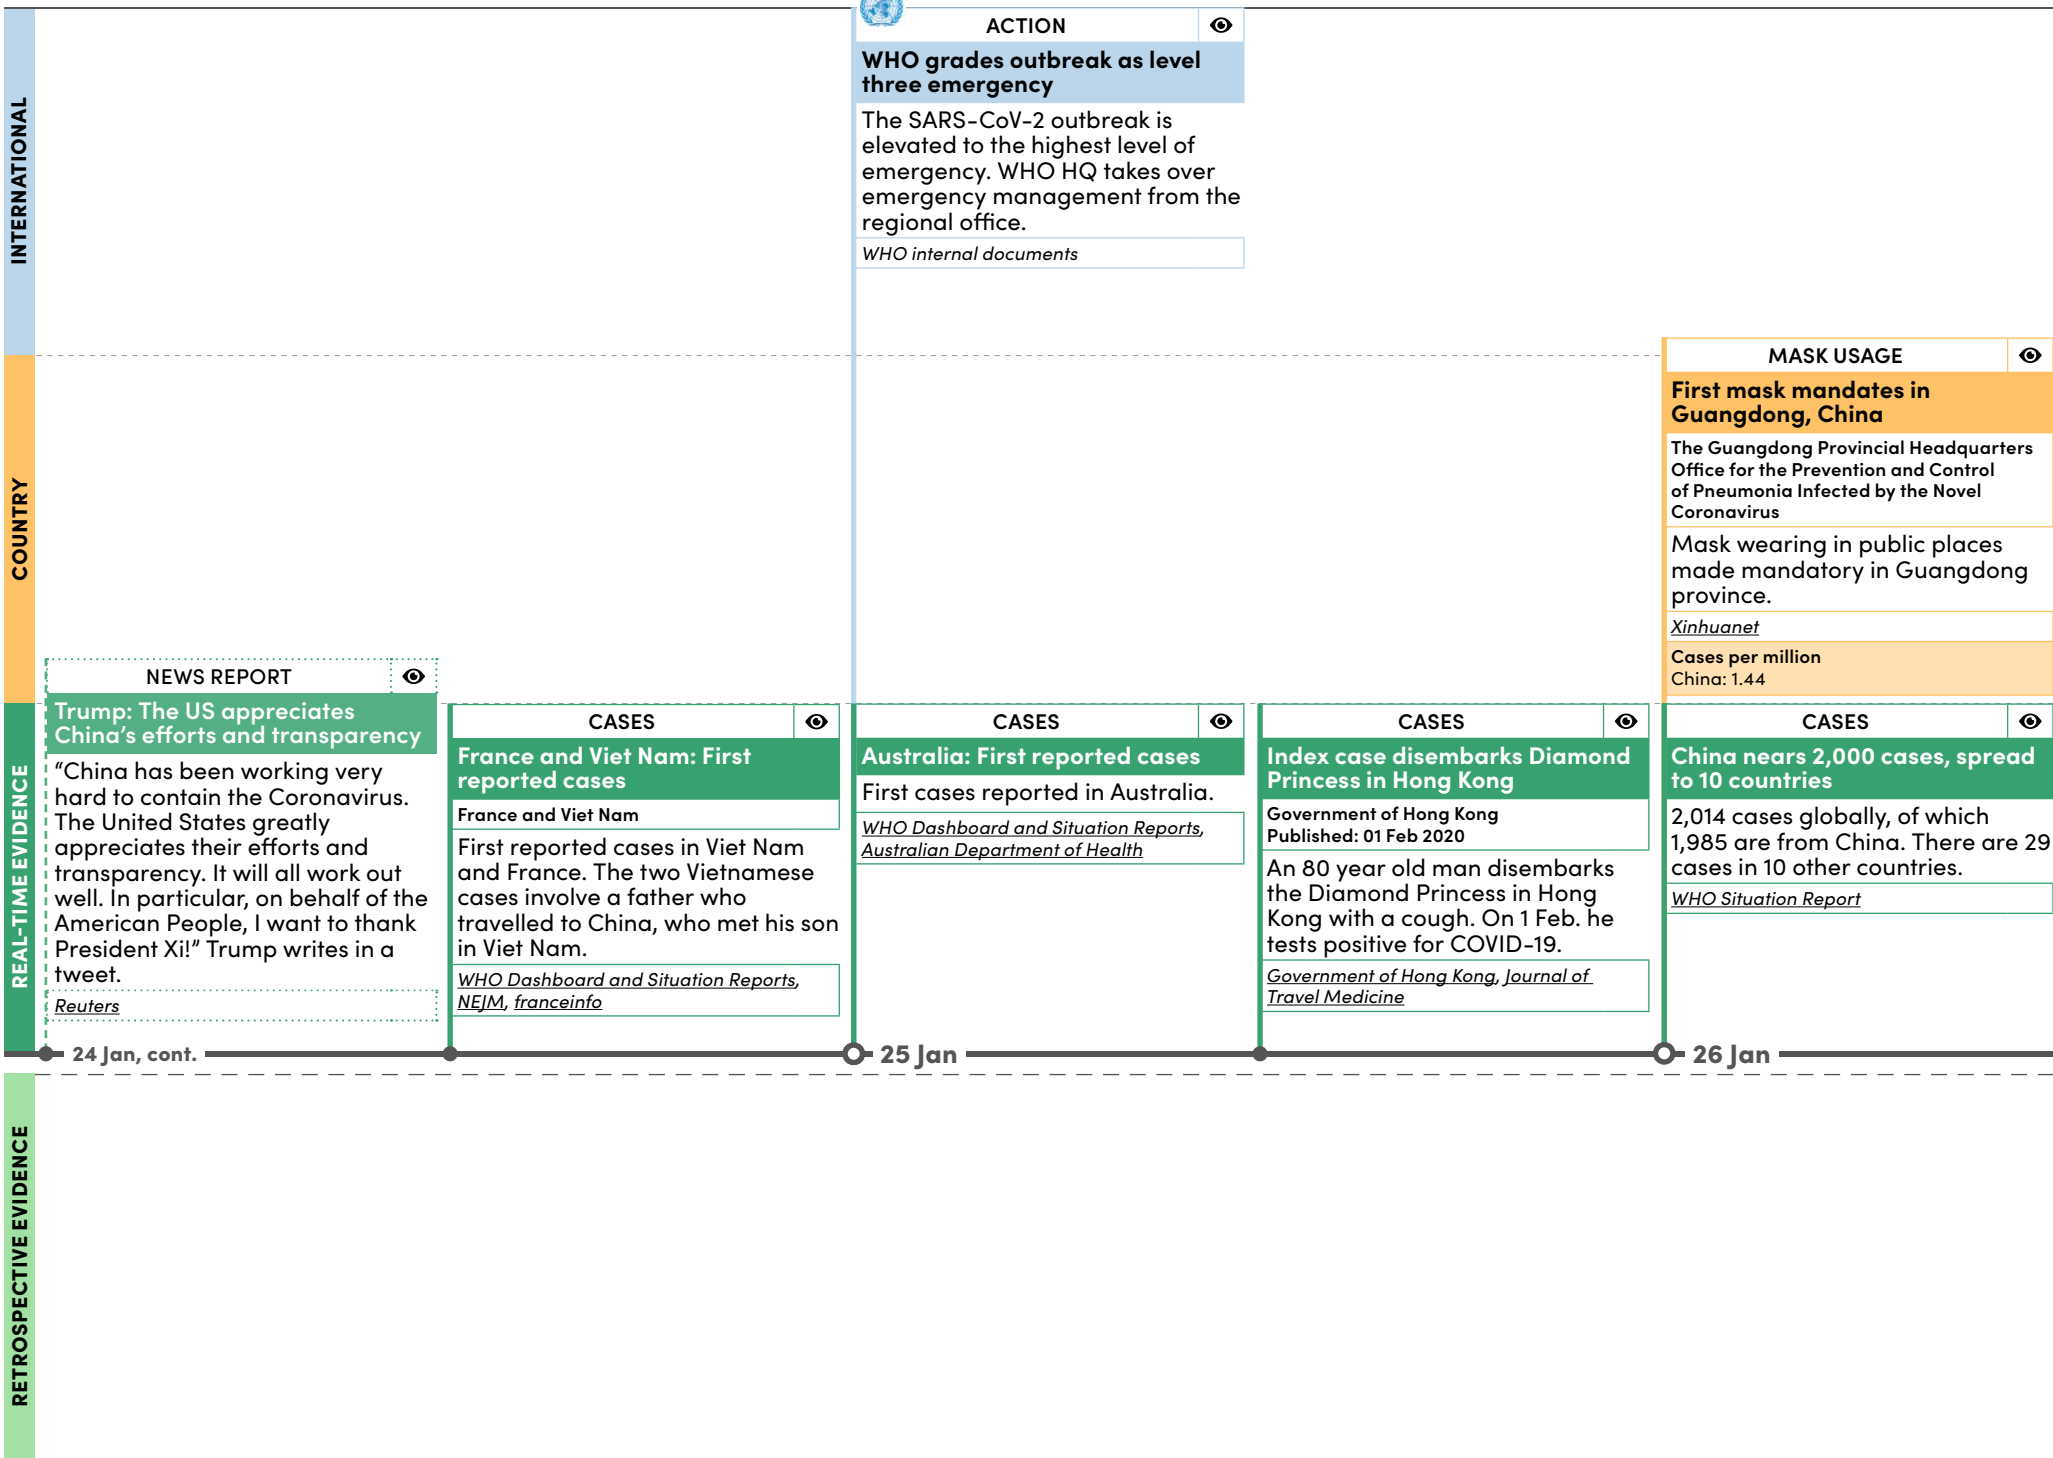 INTERNATIONAL
ACTION
WHO grades outbreak as level
three emergency
The SARS-CoV-2 outbreak is
elevated to the highest level of
emergency. WHO HQ takes over
emergency management from the
regional office.
WHO internal documents
COUNTRY
MASK USAGE
First mask mandates in
Guangdong, China
The Guangdong Provincial Headquarters
Office for the Prevention and Control
of Pneumonia Infected by the Novel
Coronavirus
Mask wearing in public places
made mandatory in Guangdong
province.
Xinhuanet
Cases per million
China: 1.44
REAL-TIME EVIDENCE
NEWS REPORT
Trump: The US appreciates
China’s efforts and transparency
“China has been working very
hard to contain the Coronavirus.
The United States greatly
appreciates their efforts and
transparency. It will all work out
well. In particular, on behalf of the
American People, I want to thank
President Xi!” Trump writes in a
tweet.
Reuters
CASES
France and Viet Nam: First
reported cases
France and Viet Nam
First reported cases in Viet Nam
and France. The two Vietnamese
cases involve a father who
travelled to China, who met his son
in Viet Nam.
WHO Dashboard and Situation Reports,
NEJM, franceinfo
CASES
Australia: First reported cases
First cases reported in Australia.
WHO Dashboard and Situation Reports,
Australian Department of Health
CASES
Index case disembarks Diamond
Princess in Hong Kong
Government of Hong Kong
Published: 01 Feb 2020
An 80 year old man disembarks
the Diamond Princess in Hong
Kong with a cough. On 1 Feb. he
tests positive for COVID-19.
Government of Hong Kong, Journal of
Travel Medicine
CASES
China nears 2,000 cases, spread
to 10 countries
2,014 cases globally, of which
1,985 are from China. There are 29
cases in 10 other countries.
WHO Situation Report
24 Jan, cont.
25 Jan
26 Jan
RETROSPECTIVE EVIDENCE